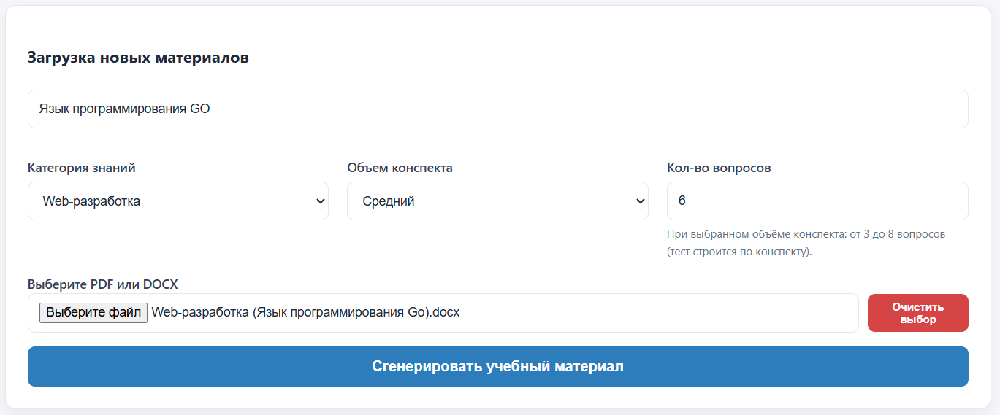 Загрузка новых материалов
Язык программирования GO
Категория знаний
Объем конспекта
Кол-во вопросов
Web-разработка
Средний
6
При выбранном объёме конспекта: от 3 до 8 вопросов
(тест строится по конспекту).
Выберите PDF или DOCX
Выберите файл Web-разработка (Язык программирования Go).docx
Очистить
выбор
Сгенерировать учебный материал